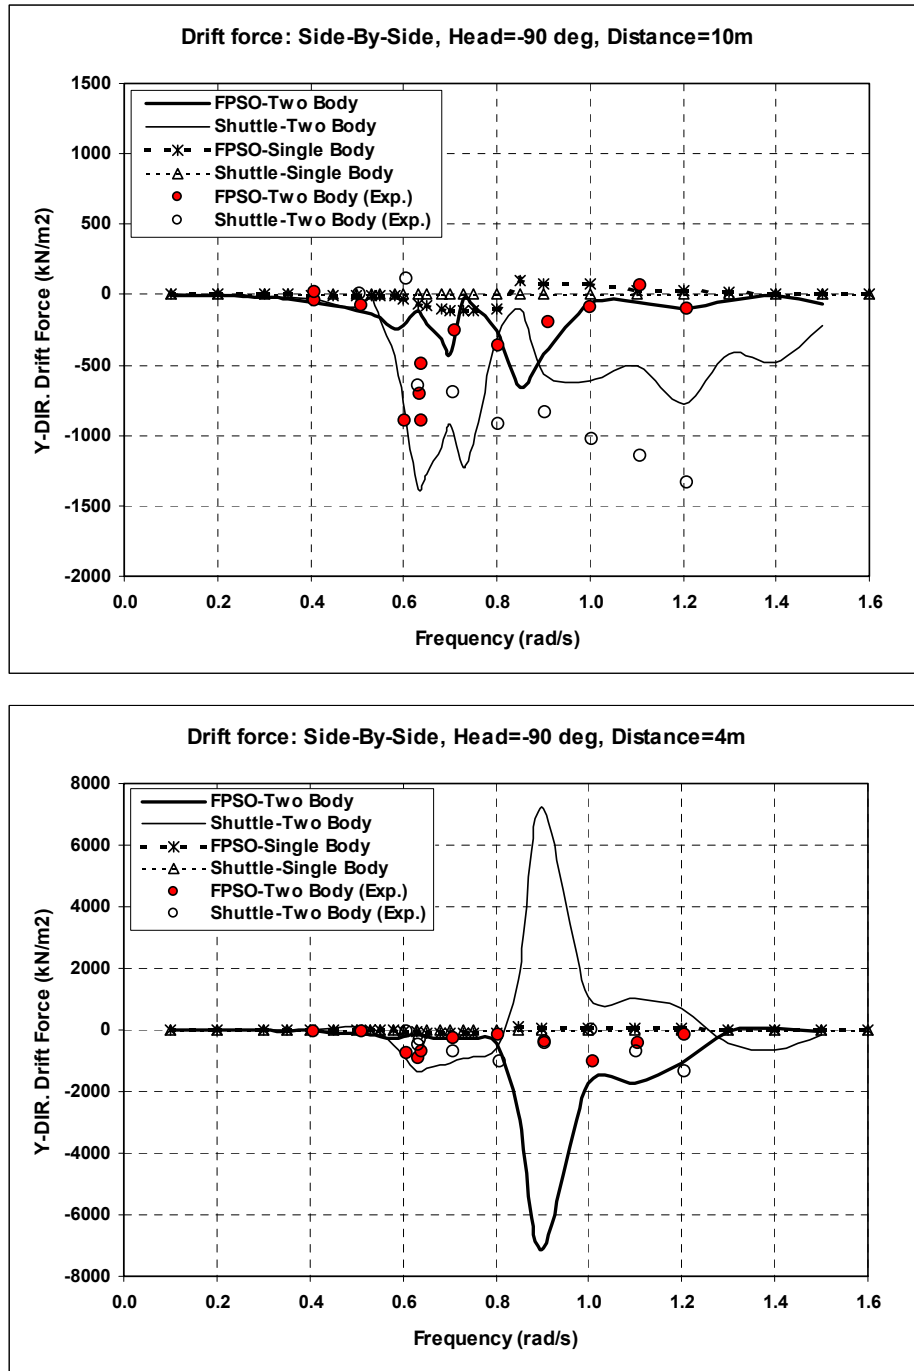 Drift force: Side-By-Side, Head=-90 deg, Distance=10m
1500
1000
500
0
-500
-1000
-1500
-2000
Y-DIR. Drift Force (kN/m2)
FPSO-Two Body
Shuttle-Two Body
FPSO-Single Body
Shuttle-Single Body
FPSO-Two Body (Exp.)
Shuttle-Two Body (Exp.)
0.0 0.2 0.4 0.6 0.8 1.0 1.2 1.4 1.6
Frequency (rad/s)
Drift force: Side-By-Side, Head=-90 deg, Distance=4m
8000
6000
4000
2000
0
-2000
-4000
-6000
-8000
Y-DIR. Drift Force (kN/m2)
FPSO-Two Body
Shuttle-Two Body
FPSO-Single Body
Shuttle-Single Body
FPSO-Two Body (Exp.)
Shuttle-Two Body (Exp.)
0.0 0.2 0.4 0.6 0.8 1.0 1.2 1.4 1.6
Frequency (rad/s)